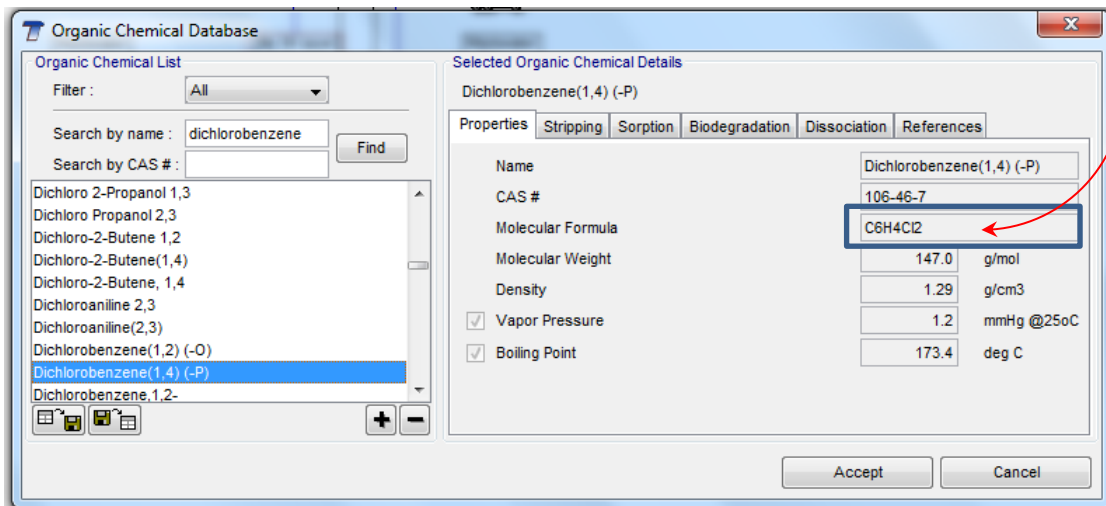 Organic Chemical Database
x
Organic Chemical List
Filter :
All
Search by name :
dichlorobenzene
Find
Search by CAS # :
Dichloro 2-Propanol 1,3
Dichloro Propanol 2,3
Dichloro-2-Butene 1,2
Dichloro-2-Butene(1,4)
Dichloro-2-Butene, 1,4
Dichloroaniline 2,3
Dichloroaniline(2,3)
Dichlorobenzene(1,2) (-O)
Dichlorobenzene(1,4) (-P)
Dichlorobenzene,1,2-
Selected Organic Chemical Details
Dichlorobenzene(1,4) (-P)
Properties Stripping Sorption Biodegradation Dissociation References
Name Dichlorobenzene(1,4) (-P)
CAS # 106-46-7
Molecular Formula C6H4Cl2
Molecular Weight 147.0 g/mol
Density 1.29 g/cm3
Vapor Pressure 1.2 mmHg @25oC
Boiling Point 173.4 deg C
Accept Cancel